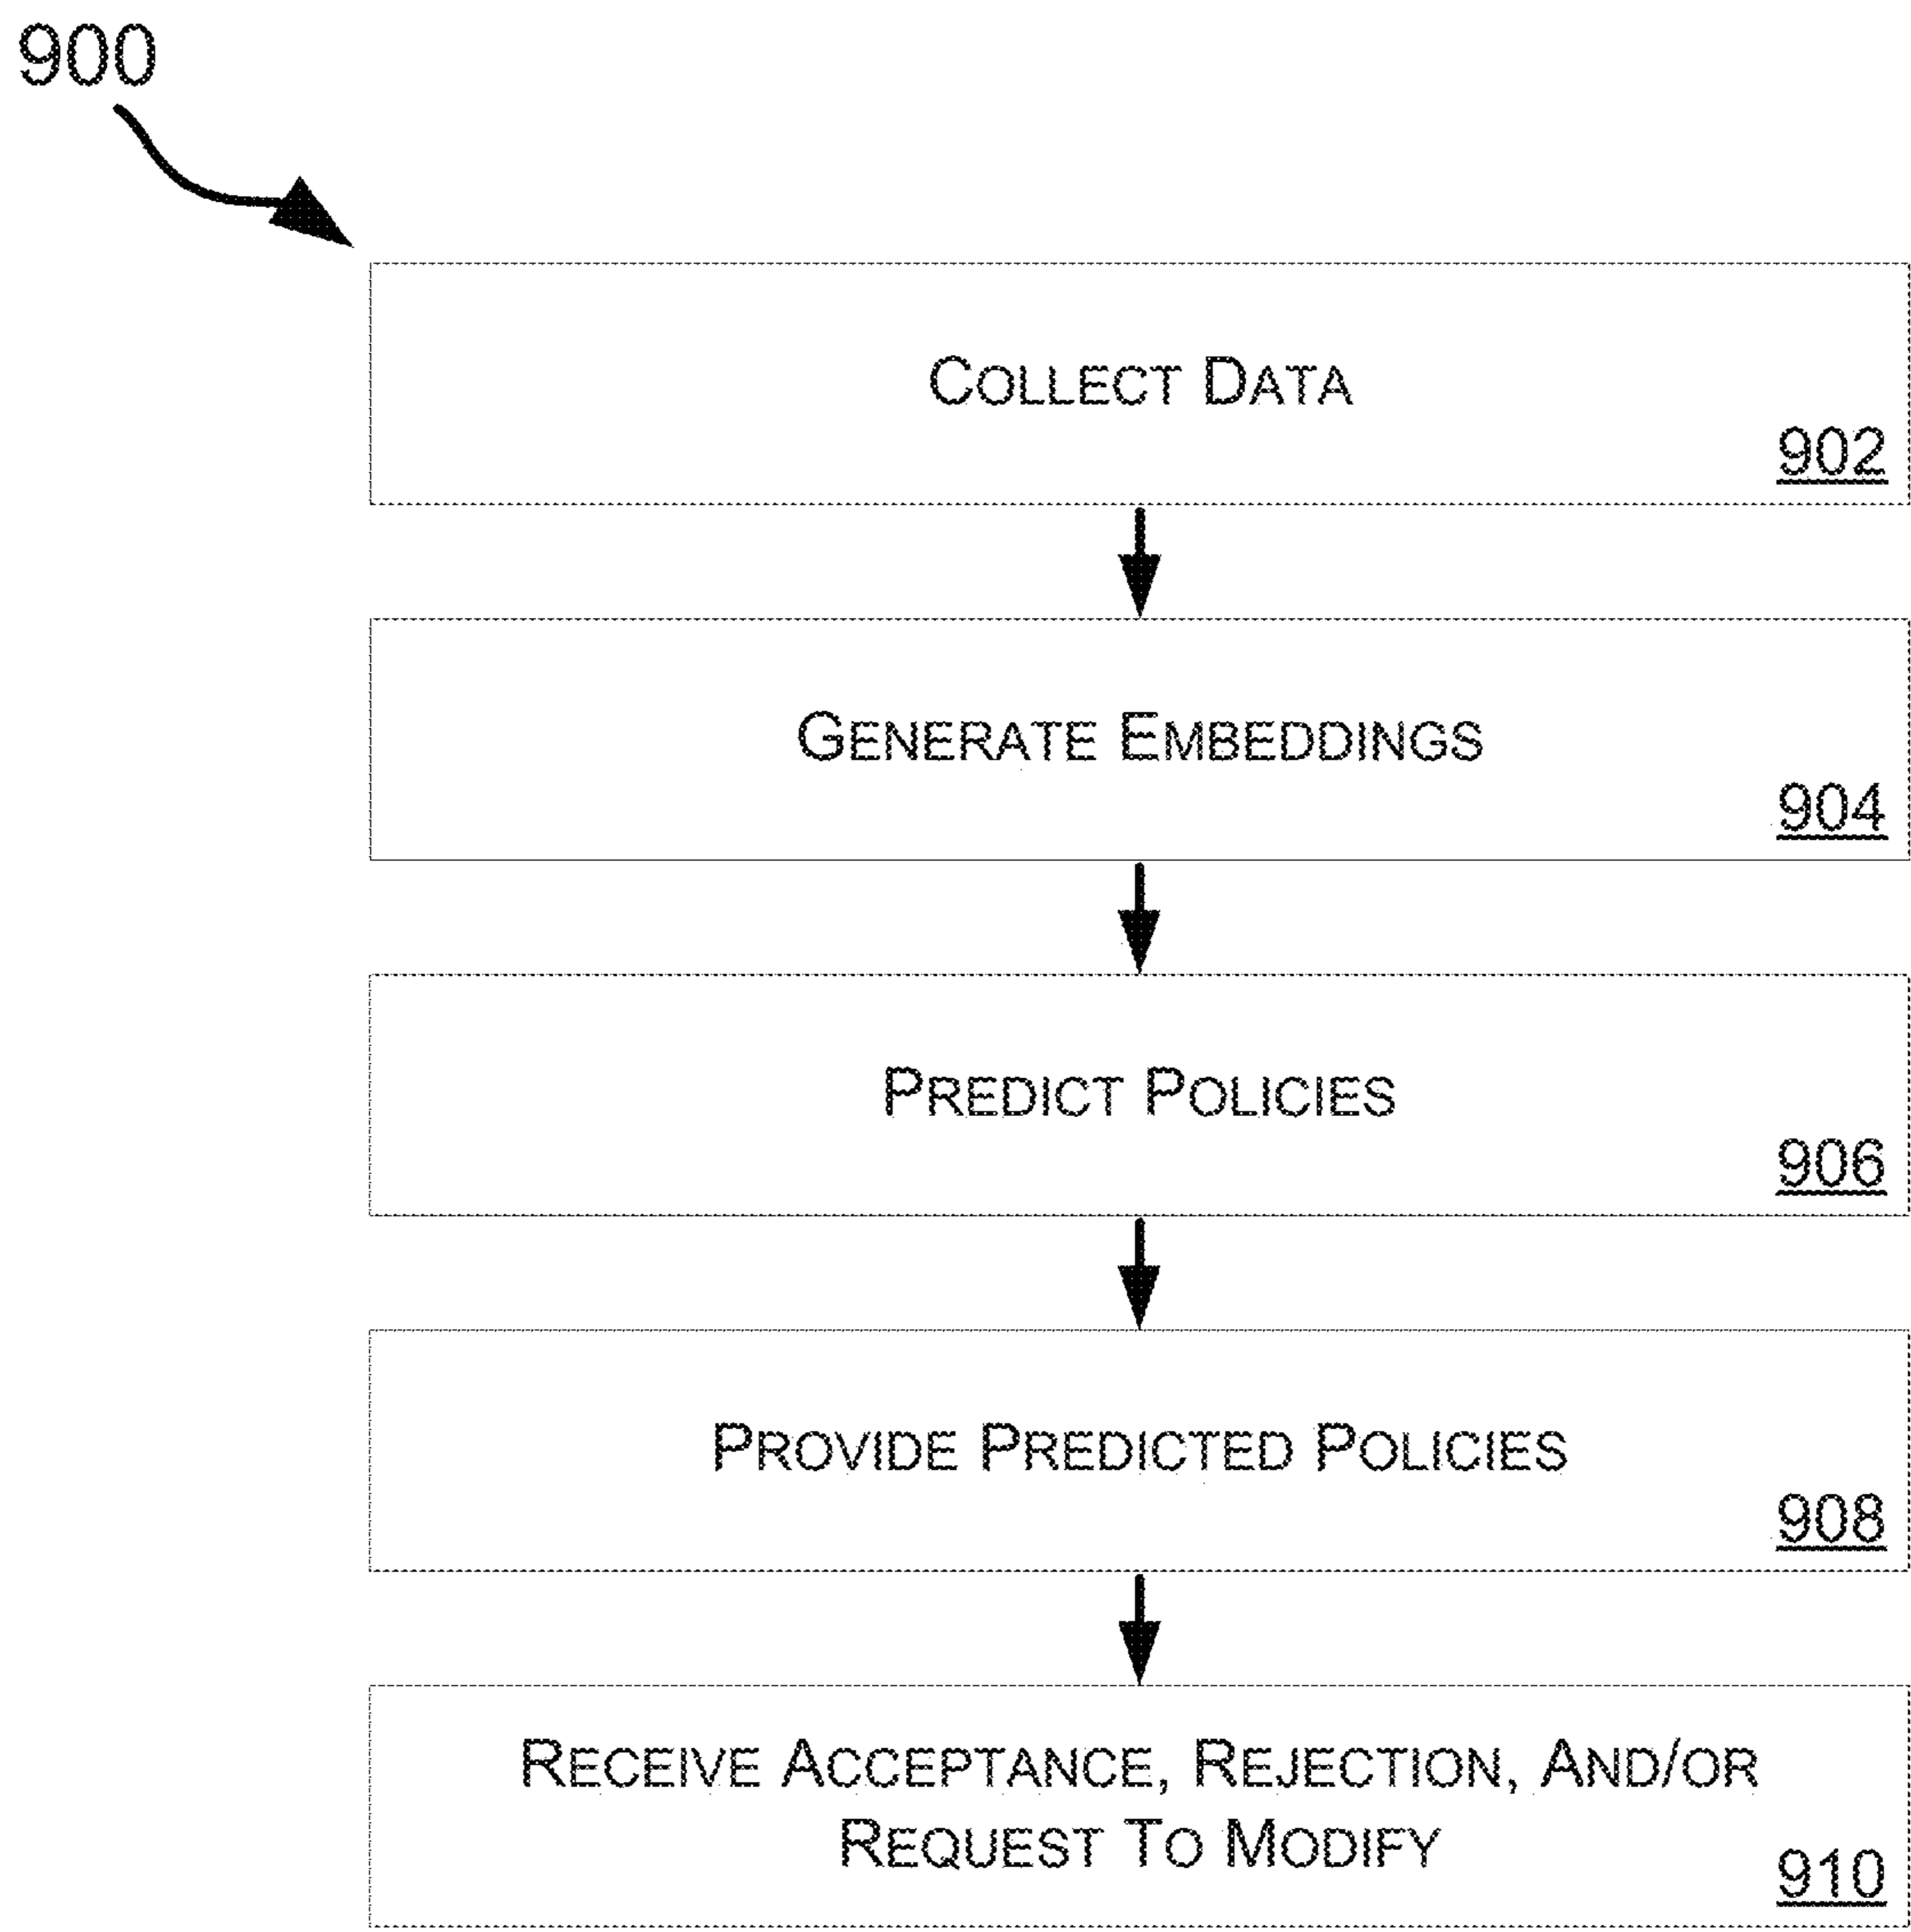 900
COLLECT DATA
902
GENERATE EMBEDDINGS
904
PREDICT POLICIES
906
PROVIDE PREDICTED POLICIES
908
RECEIVE ACCEPTANCE, REJECTION, AND/OR
REQUEST TO MODIFY
910